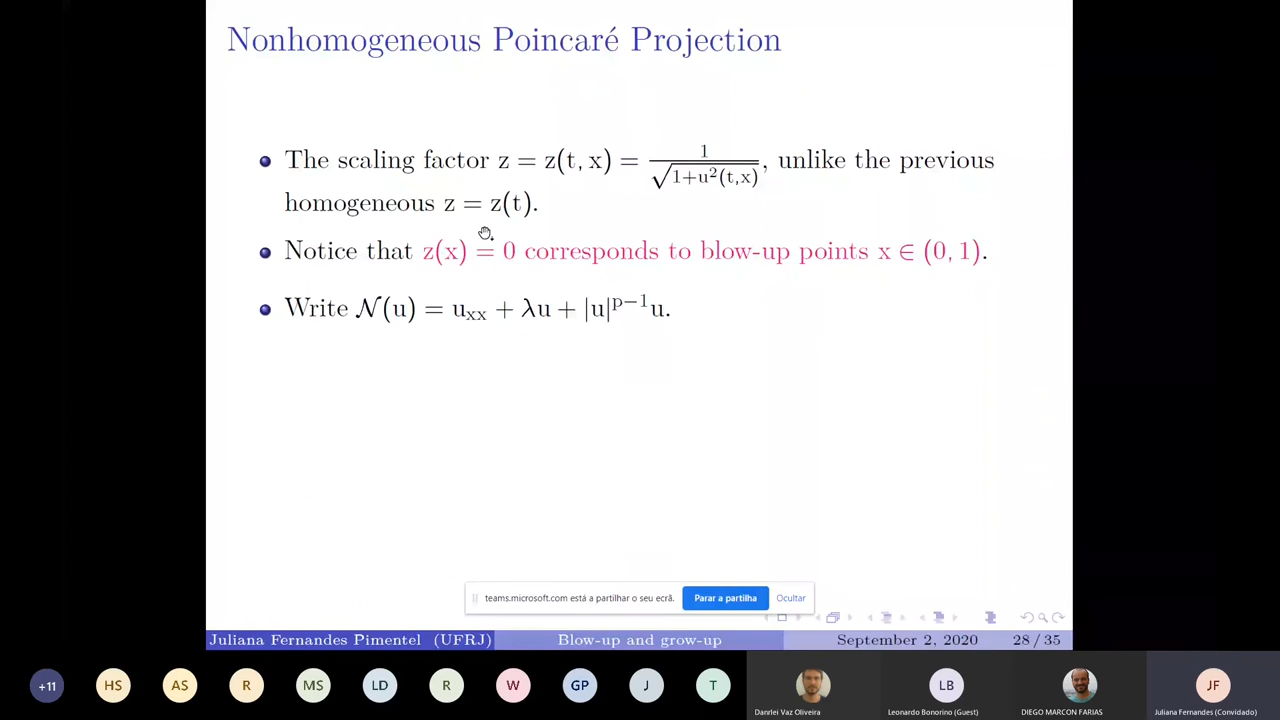 Nonhomogeneous Poincaré Projection
The scaling factor z = z(t, x) = 1/√(1+u²(t,x)), unlike the previous
homogeneous z = z(t).
Notice that z(x) = 0 corresponds to blow-up points x ∈ (0, 1).
Write 𝒩(u) = uₓₓ + λu + |u|ᵖ⁻¹u.
teams.microsoft.com está a partilhar o seu ecrã. Parar a partilha Ocultar
Juliana Fernandes Pimentel (UFRJ) Blow-up and grow-up September 2, 2020 28 / 35
+11 HS AS R MS LD R W GP J T LB JF
Danrlei Vaz Oliveira Leonardo Bonorino (Guest) DIEGO MARCON FARIAS Juliana Fernandes (Convidado)